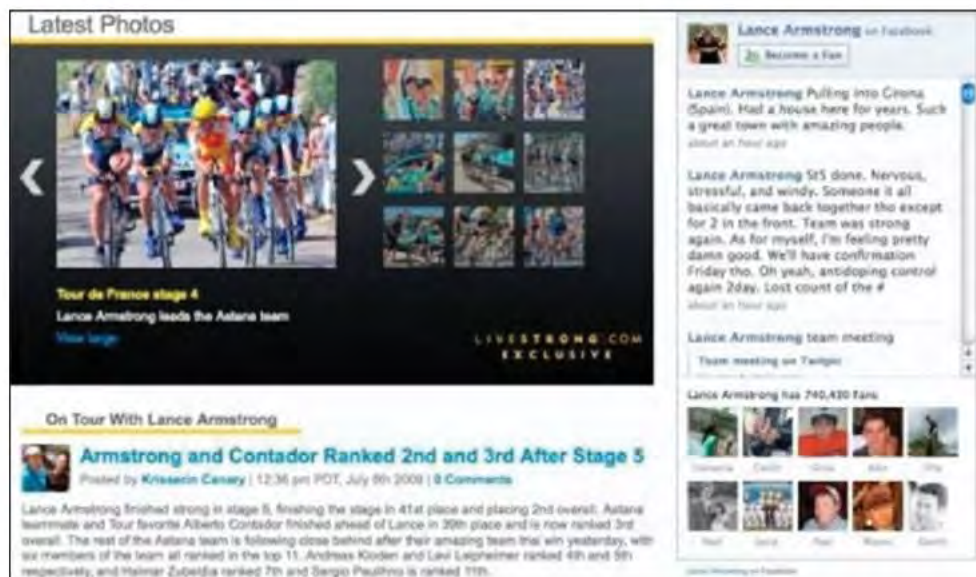 Latest Photos
Tour de France stage 4
Lance Armstrong leads the Astana team
View large
LIVESTRONG.COM
EXCLUSIVE
On Tour With Lance Armstrong
Armstrong and Contador Ranked 2nd and 3rd After Stage 5
Posted by Krisserin Canary | 12:36 pm PDT, July 8th 2009 | 0 Comments
Lance Armstrong finished strong in stage 5, finishing the stage in 41st place and placing 2nd overall. Astana
teammate and Tour favorite Alberto Contador finished ahead of Lance in 39th place and is now ranked 3rd
overall. The rest of the Astana team is following close behind after their amazing team trial win yesterday, with
six members of the team all ranked in the top 11. Andreas Kloden and Levi Leipheimer ranked 4th and 5th
respectively, and Haimar Zubeldia ranked 7th and Sergio Paulinho is ranked 11th.
Lance Armstrong on Facebook
Become a Fan
Lance Armstrong Pulling into Girona
(Spain). Had a house here for years. Such
a great town with amazing people.
about an hour ago
Lance Armstrong St5 done. Nervous,
stressful, and windy. Someone it all
basically came back together tho except
for 2 in the front. Team was strong
again. As for myself, I'm feeling pretty
damn good. We'll have confirmation
Friday tho. Oh yeah, antidoping control
again 2day. Lost count of the #
about an hour ago
Lance Armstrong team meeting
Team meeting on Twitpic
Lance Armstrong has 740,430 Fans
Lance Armstrong on Facebook